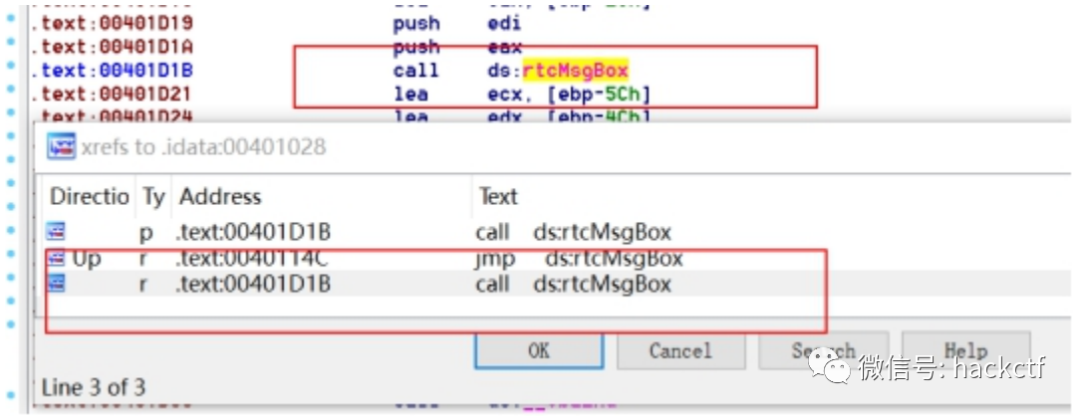 .text:00401D19 push edi
.text:00401D1A push eax
.text:00401D1B call ds:rtcMsgBox
.text:00401D21 lea ecx, [ebp-5Ch]
.text:00401D24 lea edx, [ebp-4Ch]
xrefs to .idata:00401028
Directio Ty Address Text
p .text:00401D1B call ds:rtcMsgBox
Up r .text:0040114C jmp ds:rtcMsgBox
r .text:00401D1B call ds:rtcMsgBox
OK Cancel Search Help
微信号: hackctf
Line 3 of 3